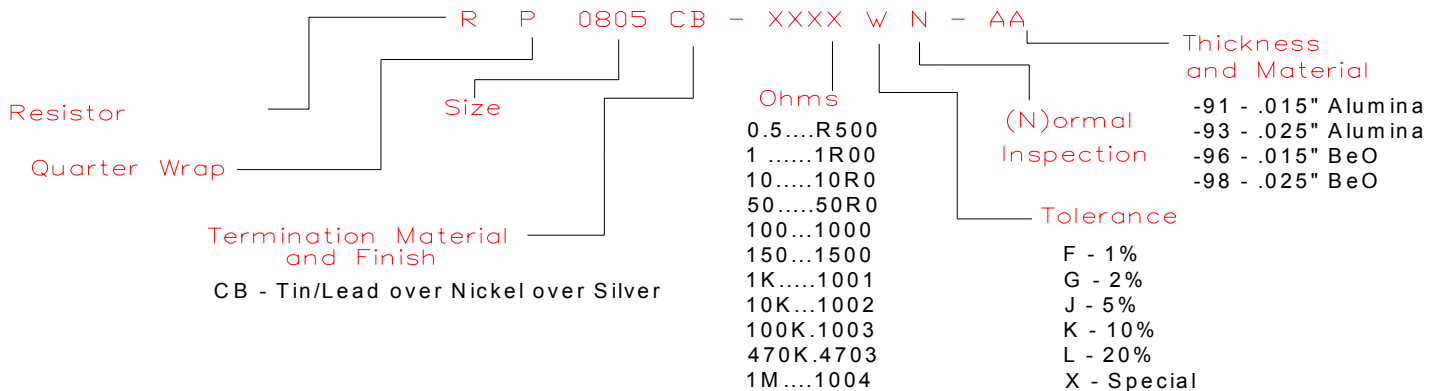 R P 0805 CB - XXXX W N - AA
Resistor
Quarter Wrap
Size
Termination Material
and Finish
CB - Tin/Lead over Nickel over Silver
Ohms
0.5....R500
1 ......1R00
10.....10R0
50.....50R0
100...1000
150...1500
1K.....1001
10K...1002
100K.1003
470K.4703
1M....1004
Tolerance
F - 1%
G - 2%
J - 5%
K - 10%
L - 20%
X - Special
(N)ormal
Inspection
Thickness
and Material
-91 - .015" Alumina
-93 - .025" Alumina
-96 - .015" BeO
-98 - .025" BeO